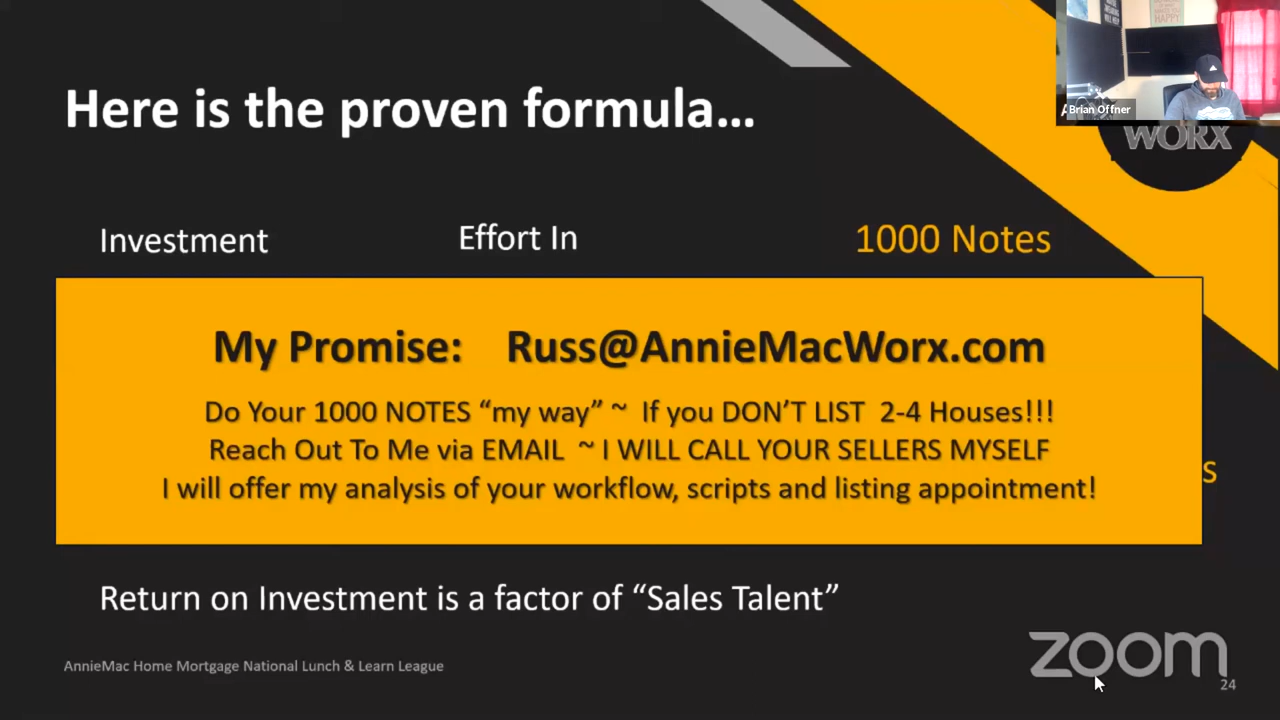 HAPPY
Brian Offner
WORX
Here is the proven formula...
Investment
Effort In
1000 Notes
My Promise: Russ@AnnieMacWorx.com
Do Your 1000 NOTES “my way” ~ If you DON’T LIST 2-4 Houses!!!
Reach Out To Me via EMAIL ~ I WILL CALL YOUR SELLERS MYSELF
I will offer my analysis of your workflow, scripts and listing appointment!
s
Return on Investment is a factor of “Sales Talent”
AnnieMac Home Mortgage National Lunch & Learn League
zoom
24